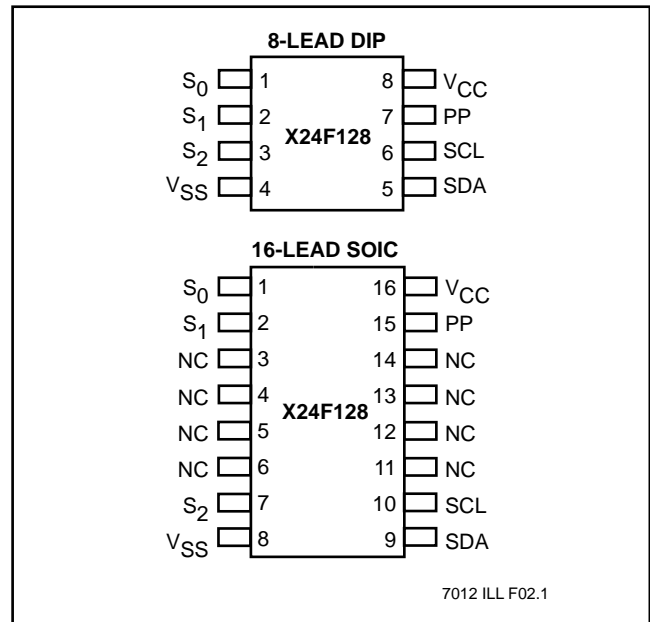 8-LEAD DIP
S0 1 8 VCC
S1 2 7 PP
X24F128
S2 3 6 SCL
VSS 4 5 SDA
16-LEAD SOIC
S0 1 16 VCC
S1 2 15 PP
NC 3 14 NC
NC 4 13 NC
X24F128
NC 5 12 NC
NC 6 11 NC
S2 7 10 SCL
VSS 8 9 SDA
7012 ILL F02.1